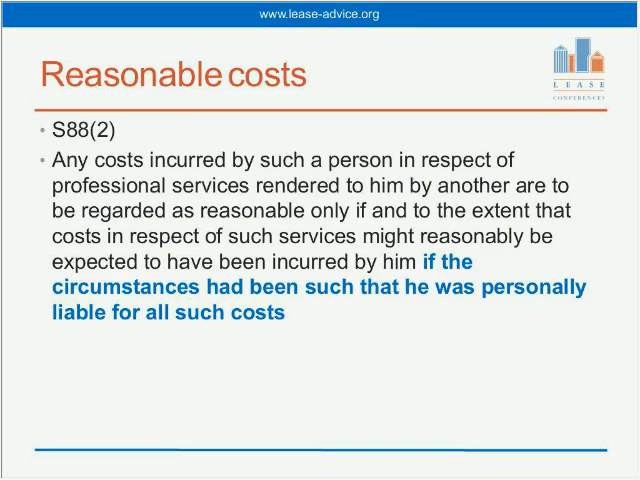 www.lease-advice.org
Reasonable costs
LEASE
CONFERENCES
• S88(2)
• Any costs incurred by such a person in respect of
professional services rendered to him by another are to
be regarded as reasonable only if and to the extent that
costs in respect of such services might reasonably be
expected to have been incurred by him if the
circumstances had been such that he was personally
liable for all such costs